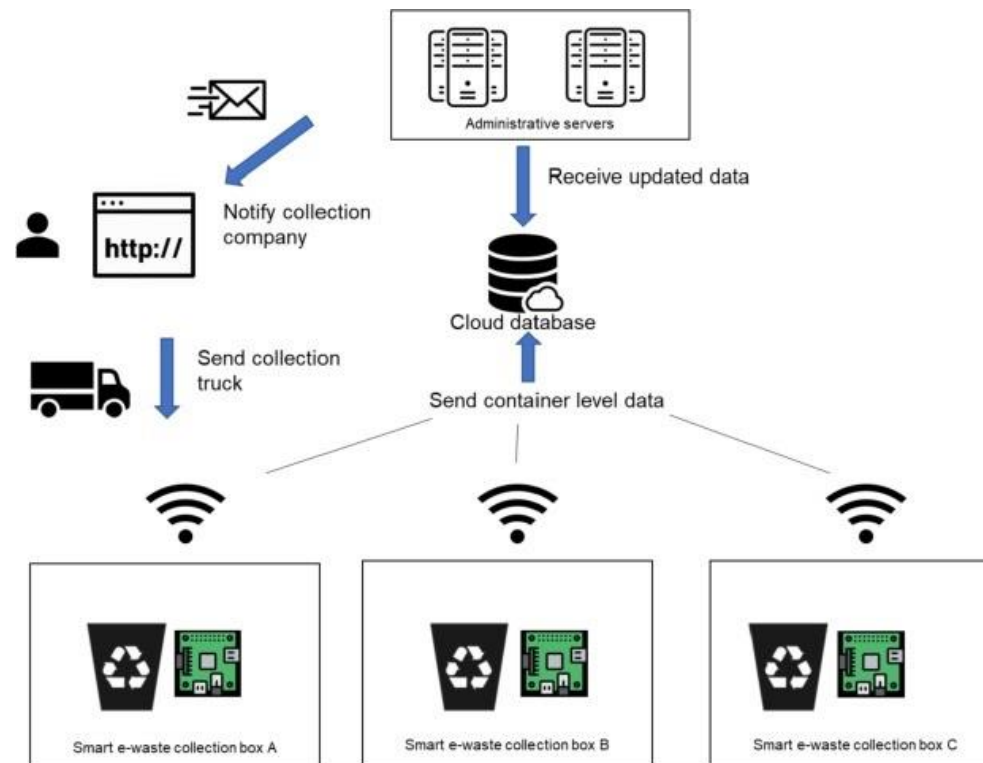 Administrative servers
Receive updated data
Notify collection
company
http://
Cloud database
Send collection
truck
Send container level data
Smart e-waste collection box A
Smart e-waste collection box B
Smart e-waste collection box C